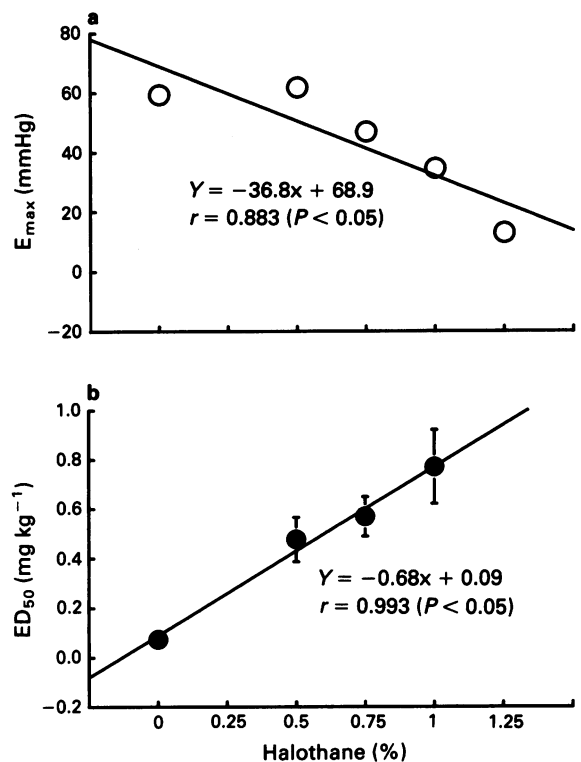 a
80
60
40
20
0
−20
E_max (mmHg)
Y = −36.8x + 68.9
r = 0.883 (P < 0.05)
b
1.0
0.8
0.6
0.4
0.2
0.0
−0.2
ED₅₀ (mg kg⁻¹)
Y = −0.68x + 0.09
r = 0.993 (P < 0.05)
0 0.25 0.5 0.75 1 1.25
Halothane (%)